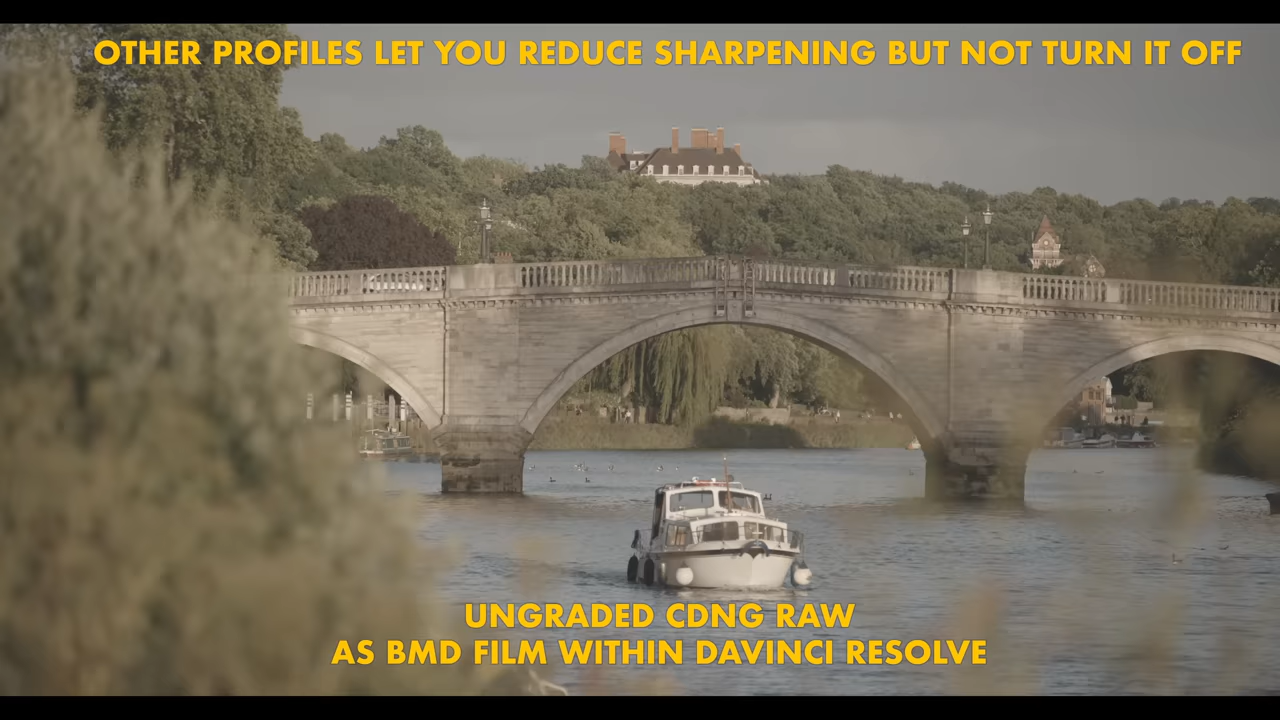 OTHER PROFILES LET YOU REDUCE SHARPENING BUT NOT TURN IT OFF
UNGRADED CDNG RAW
AS BMD FILM WITHIN DAVINCI RESOLVE